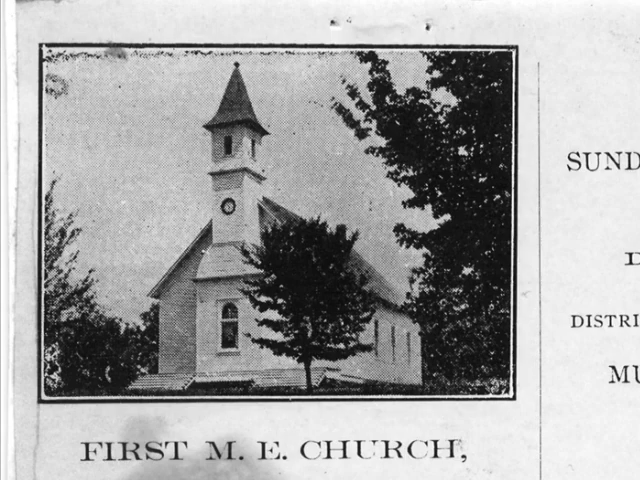 FIRST M. E. CHURCH,
SUND
D
DISTRI
MU